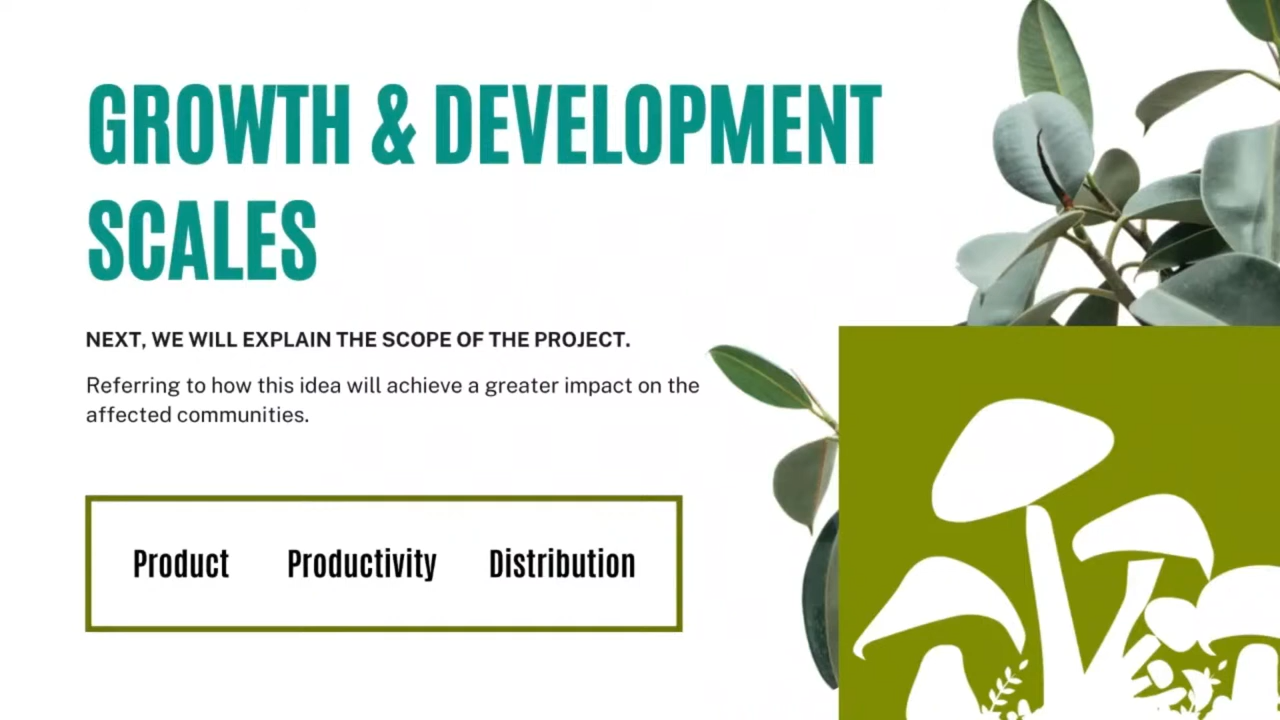 GROWTH & DEVELOPMENT
SCALES
NEXT, WE WILL EXPLAIN THE SCOPE OF THE PROJECT.
Referring to how this idea will achieve a greater impact on the
affected communities.
Product Productivity Distribution